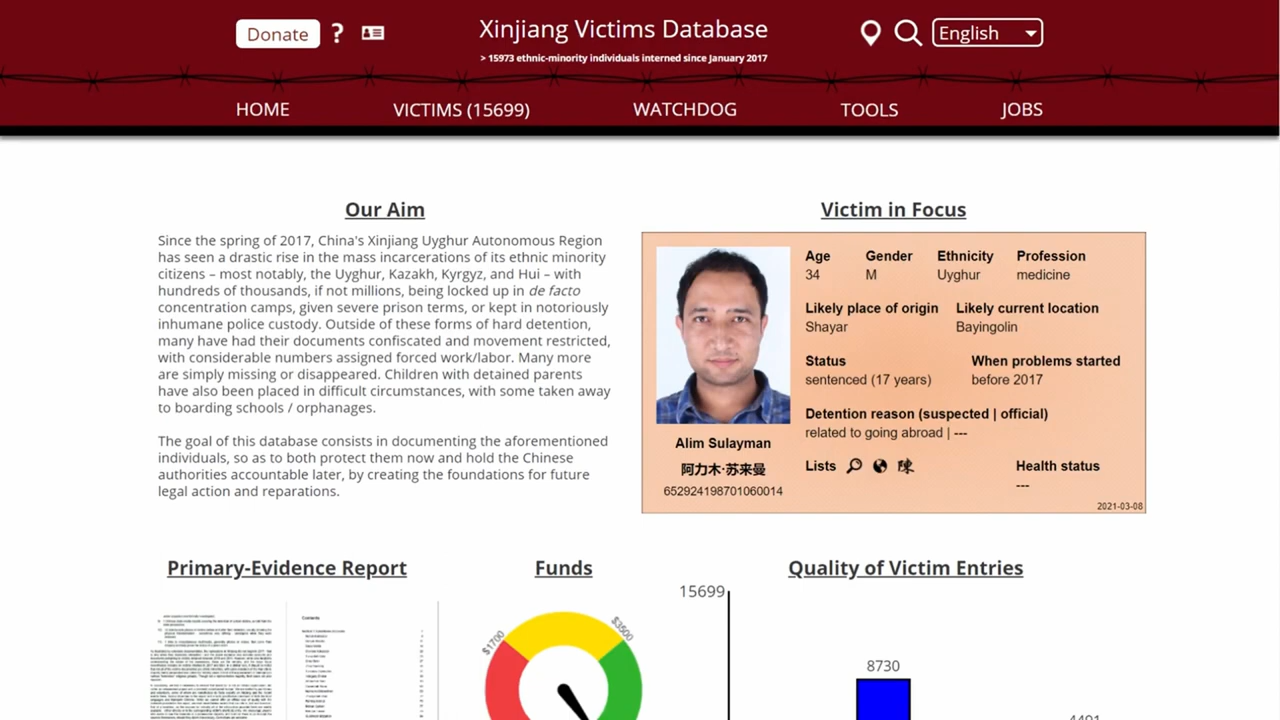 Donate
?
Xinjiang Victims Database
> 15973 ethnic-minority individuals interned since January 2017
English
HOME
VICTIMS (15699)
WATCHDOG
TOOLS
JOBS
Our Aim
Since the spring of 2017, China's Xinjiang Uyghur Autonomous Region
has seen a drastic rise in the mass incarcerations of its ethnic minority
citizens – most notably, the Uyghur, Kazakh, Kyrgyz, and Hui – with
hundreds of thousands, if not millions, being locked up in de facto
concentration camps, given severe prison terms, or kept in notoriously
inhumane police custody. Outside of these forms of hard detention,
many have had their documents confiscated and movement restricted,
with considerable numbers assigned forced work/labor. Many more
are simply missing or disappeared. Children with detained parents
have also been placed in difficult circumstances, with some taken away
to boarding schools / orphanages.
The goal of this database consists in documenting the aforementioned
individuals, so as to both protect them now and hold the Chinese
authorities accountable later, by creating the foundations for future
legal action and reparations.
Victim in Focus
Alim Sulayman
阿力木·苏来曼
652924198701060014
Age Gender Ethnicity Profession
34 M Uyghur medicine
Likely place of origin Likely current location
Shayar Bayingolin
Status When problems started
sentenced (17 years) before 2017
Detention reason (suspected | official)
related to going abroad | ---
Lists 陳 Health status
---
2021-03-08
Primary-Evidence Report
Contents
Funds
$1700
$3500
Quality of Victim Entries
15699
8730